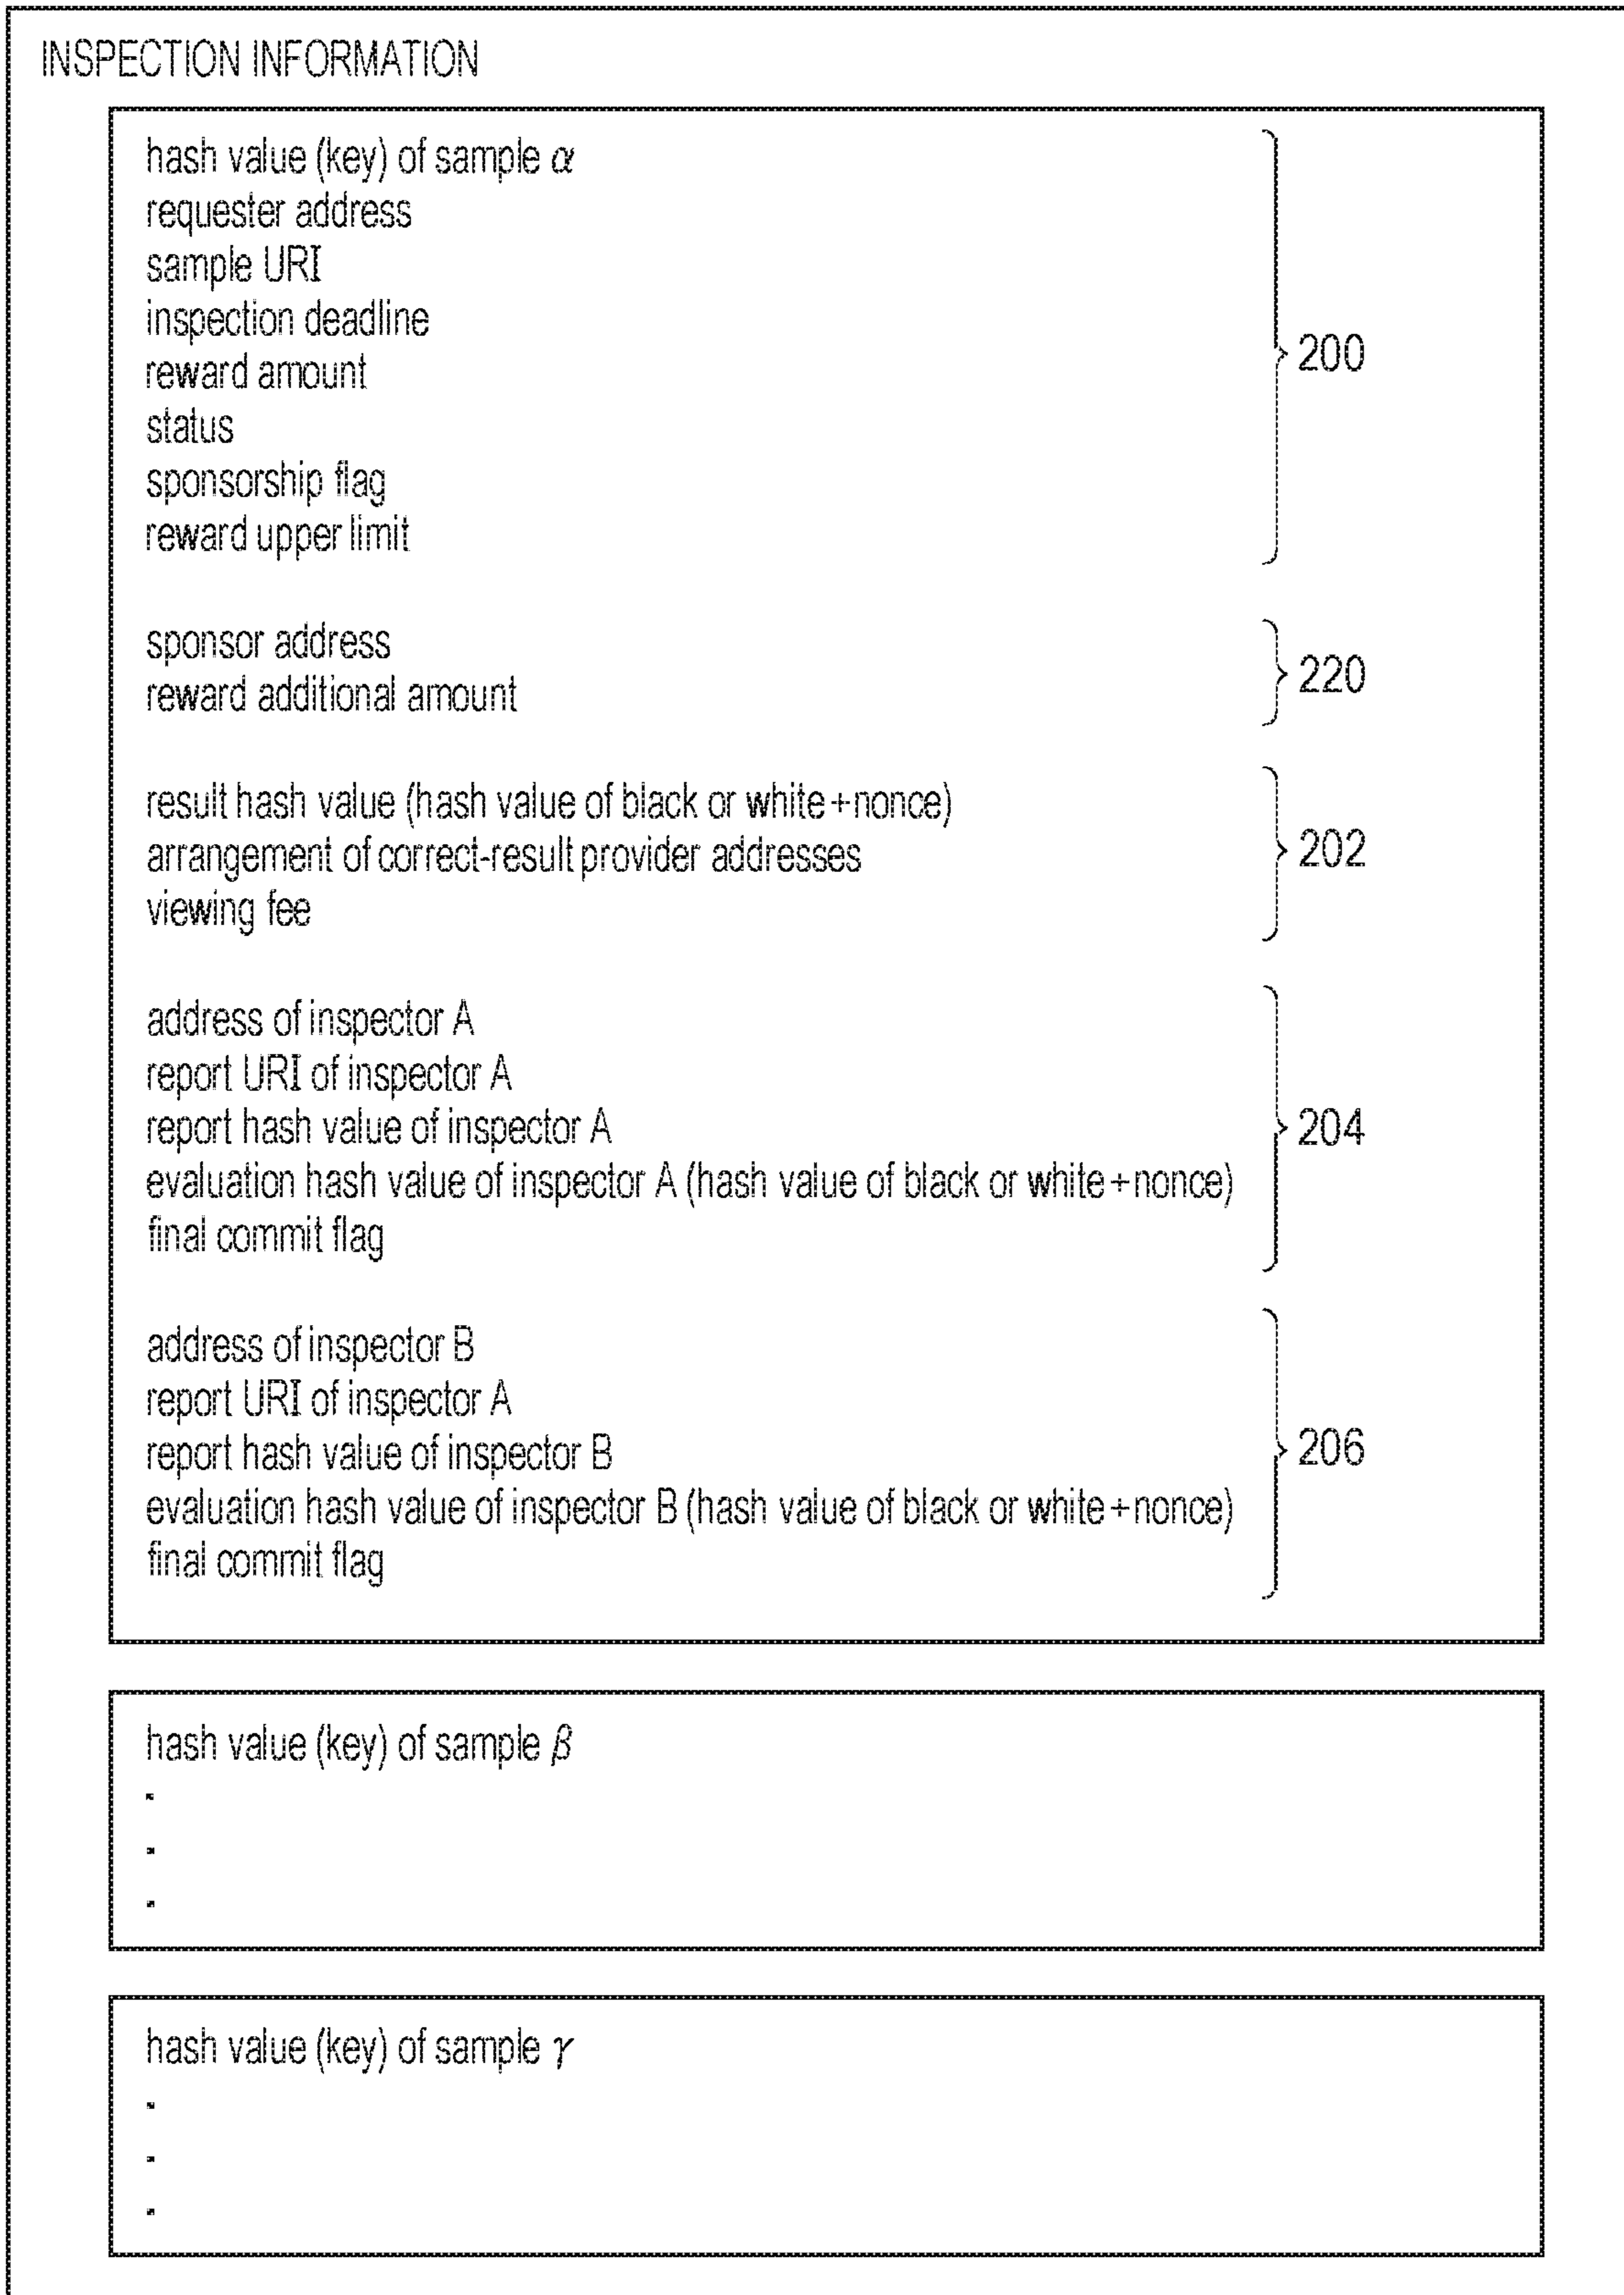 INSPECTION INFORMATION
hash value (key) of sample α
requester address
sample URI
inspection deadline
reward amount
status
sponsorship flag
reward upper limit
200
sponsor address
reward additional amount
220
result hash value (hash value of black or white+nonce)
arrangement of correct-result provider addresses
viewing fee
202
address of inspector A
report URI of inspector A
report hash value of inspector A
evaluation hash value of inspector A (hash value of black or white+nonce)
final commit flag
204
address of inspector B
report URI of inspector A
report hash value of inspector B
evaluation hash value of inspector B (hash value of black or white+nonce)
final commit flag
206
hash value (key) of sample β
.
.
.
hash value (key) of sample γ
.
.
.